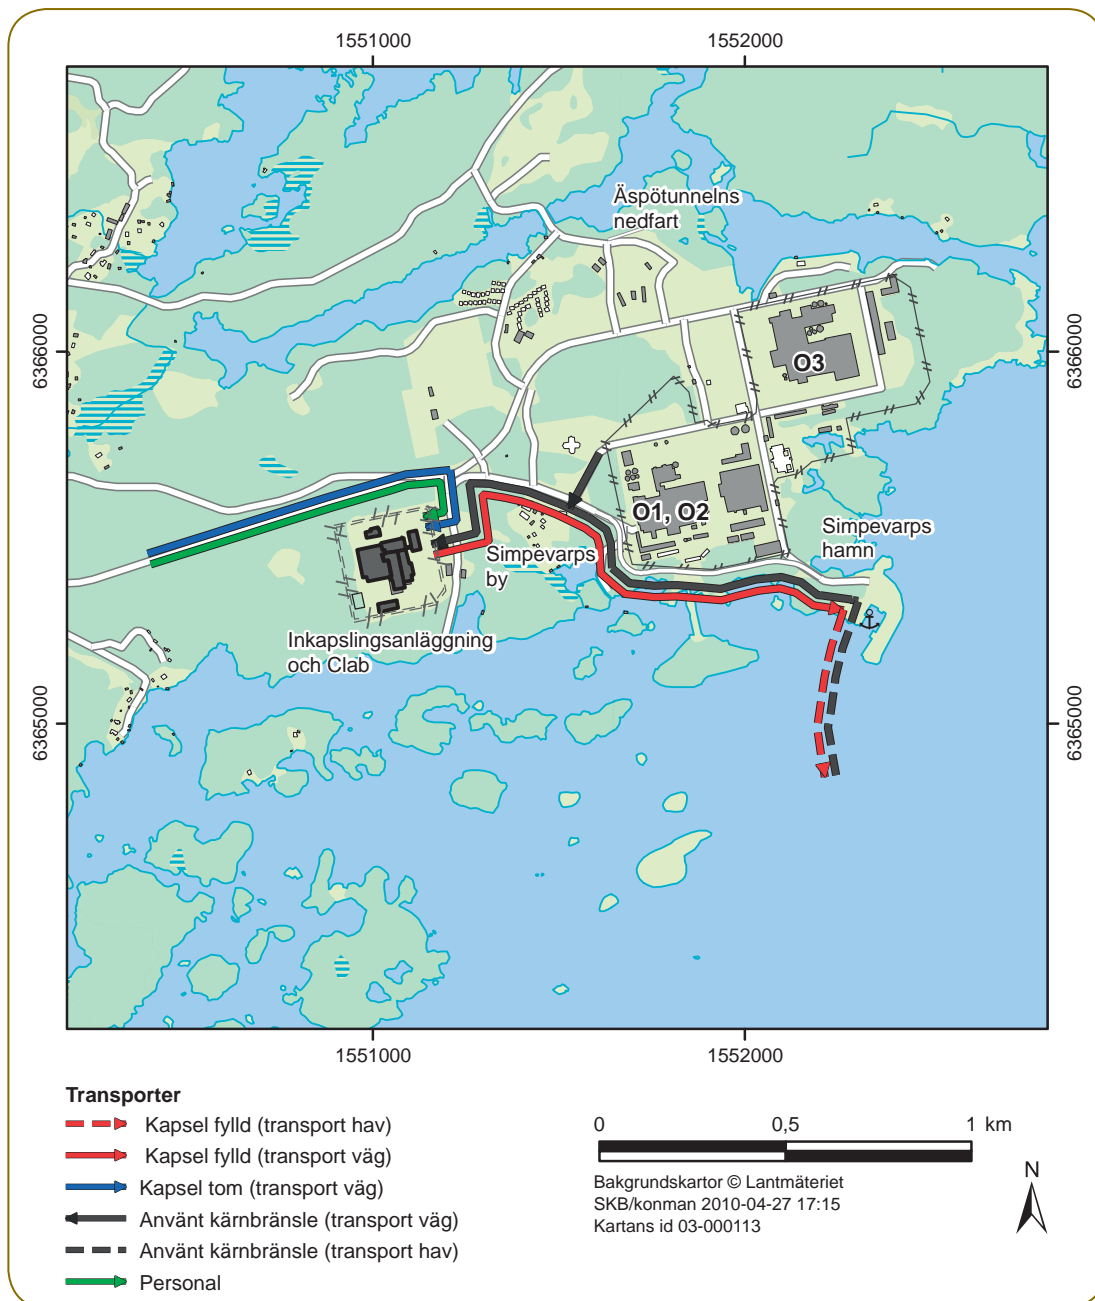 1551000
1552000
Äspötunnelns
nedfart
6366000
6366000
O3
O1, O2
Simpevarps
hamn
Simpevarps
by
Inkapslingsanläggning
och Clab
6365000
6365000
1551000
1552000
Transporter
Kapsel fylld (transport hav)
Kapsel fylld (transport väg)
Kapsel tom (transport väg)
Använt kärnbränsle (transport väg)
Använt kärnbränsle (transport hav)
Personal
0 0,5 1 km
Bakgrundskartor © Lantmäteriet
SKB/konman 2010-04-27 17:15
Kartans id 03-000113
N